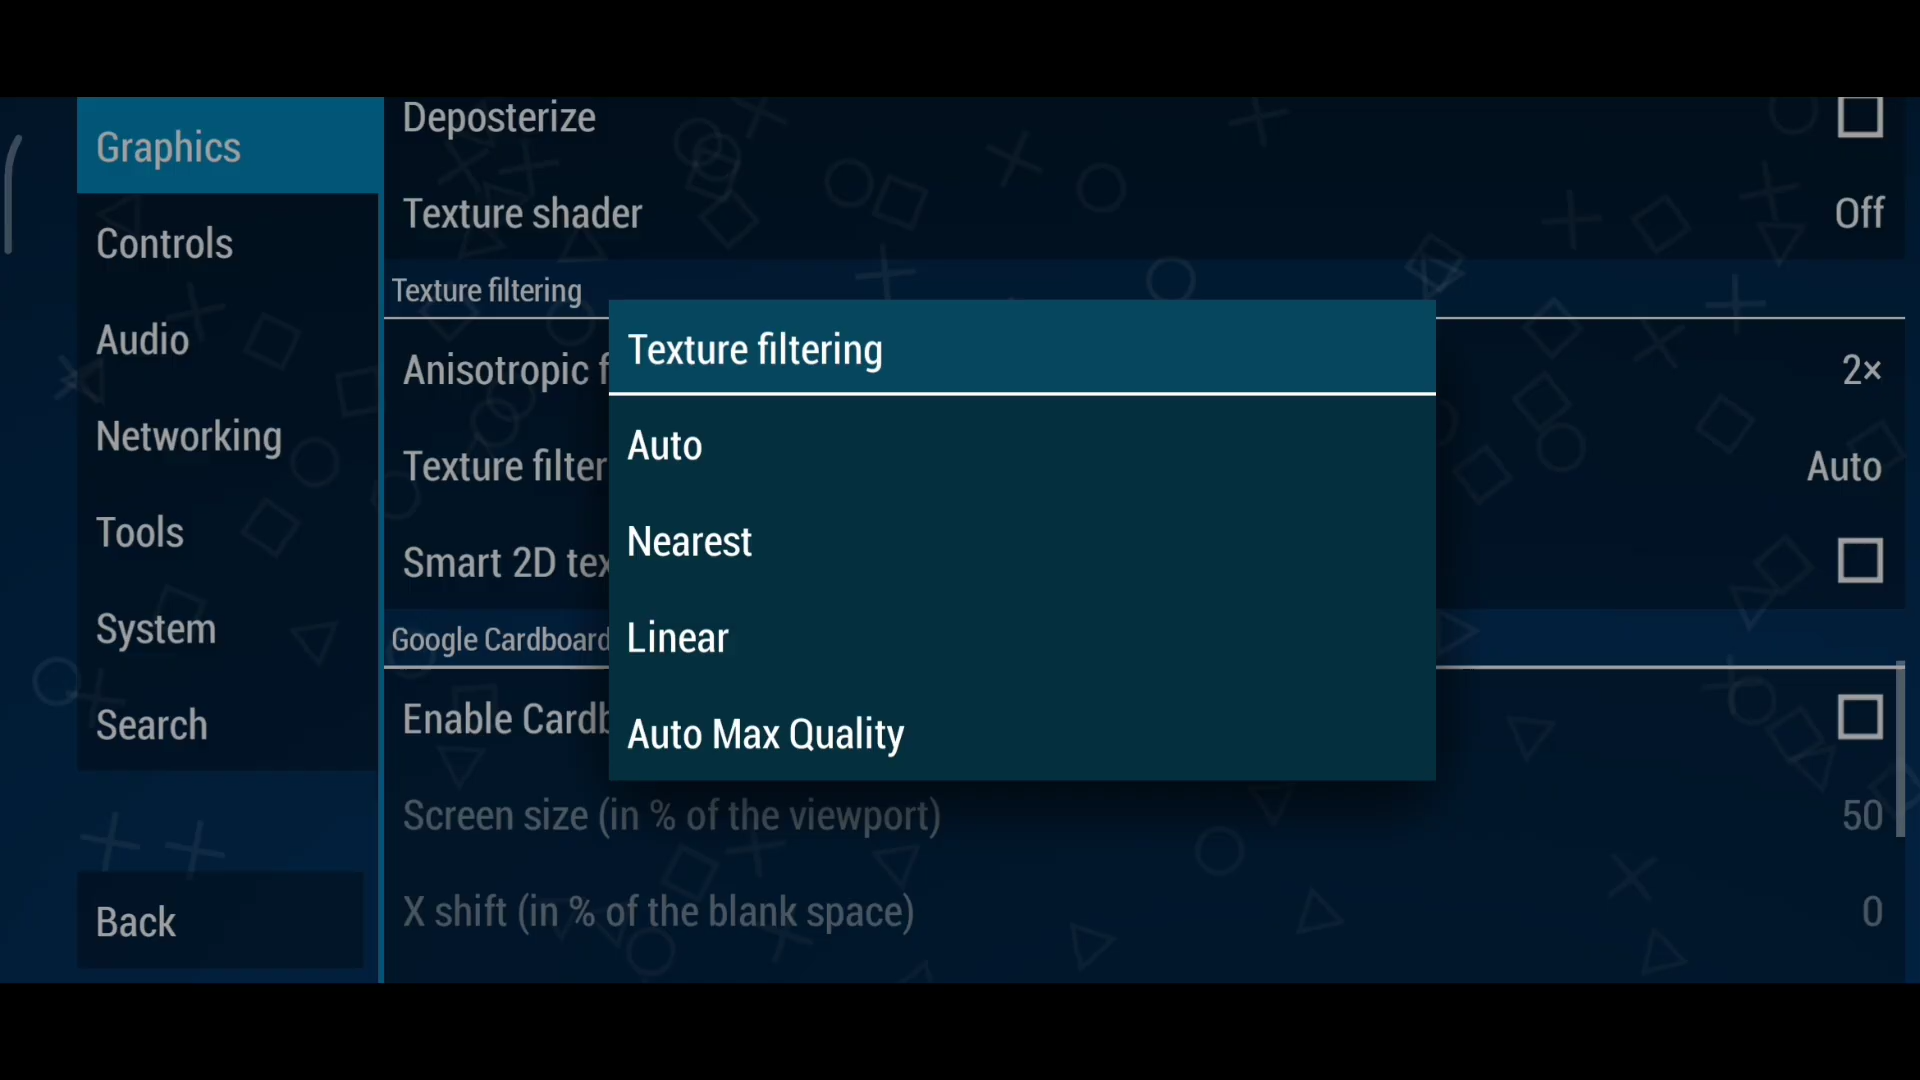 Graphics
Controls
Audio
Networking
Tools
System
Search
Back
Deposterize
Texture shader Off
Texture filtering
Anisotropic f 2×
Texture filter Auto
Smart 2D tex
Google Cardboard
Enable Cardb
Screen size (in % of the viewport) 50
X shift (in % of the blank space) 0
Texture filtering
Auto
Nearest
Linear
Auto Max Quality